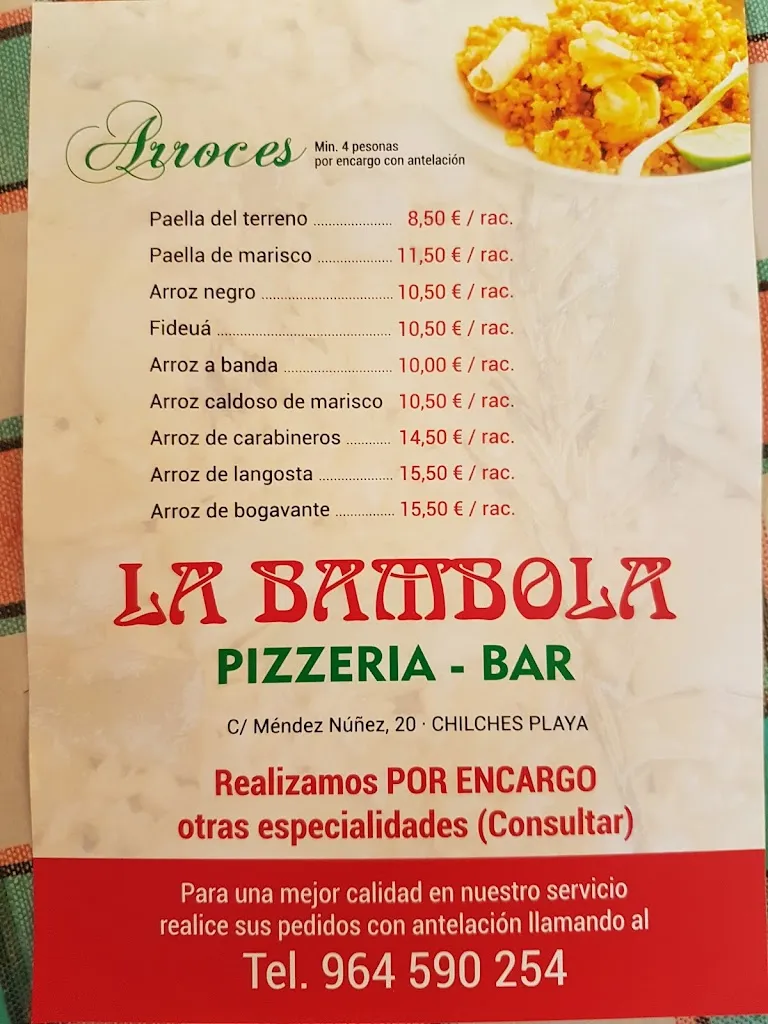 Arroces
Min. 4 pesonas
por encargo con antelación
Paella del terreno ..................... 8,50 € / rac.
Paella de marisco .................... 11,50 € / rac.
Arroz negro ................................... 10,50 € / rac.
Fideuá .............................................. 10,50 € / rac.
Arroz a banda ............................. 10,00 € / rac.
Arroz caldoso de marisco 10,50 € / rac.
Arroz de carabineros ............ 14,50 € / rac.
Arroz de langosta .................... 15,50 € / rac.
Arroz de bogavante ................ 15,50 € / rac.
LA BAMBOLA
PIZZERIA - BAR
C/ Méndez Núñez, 20 · CHILCHES PLAYA
Realizamos POR ENCARGO
otras especialidades (Consultar)
Para una mejor calidad en nuestro servicio
realice sus pedidos con antelación llamando al
Tel. 964 590 254